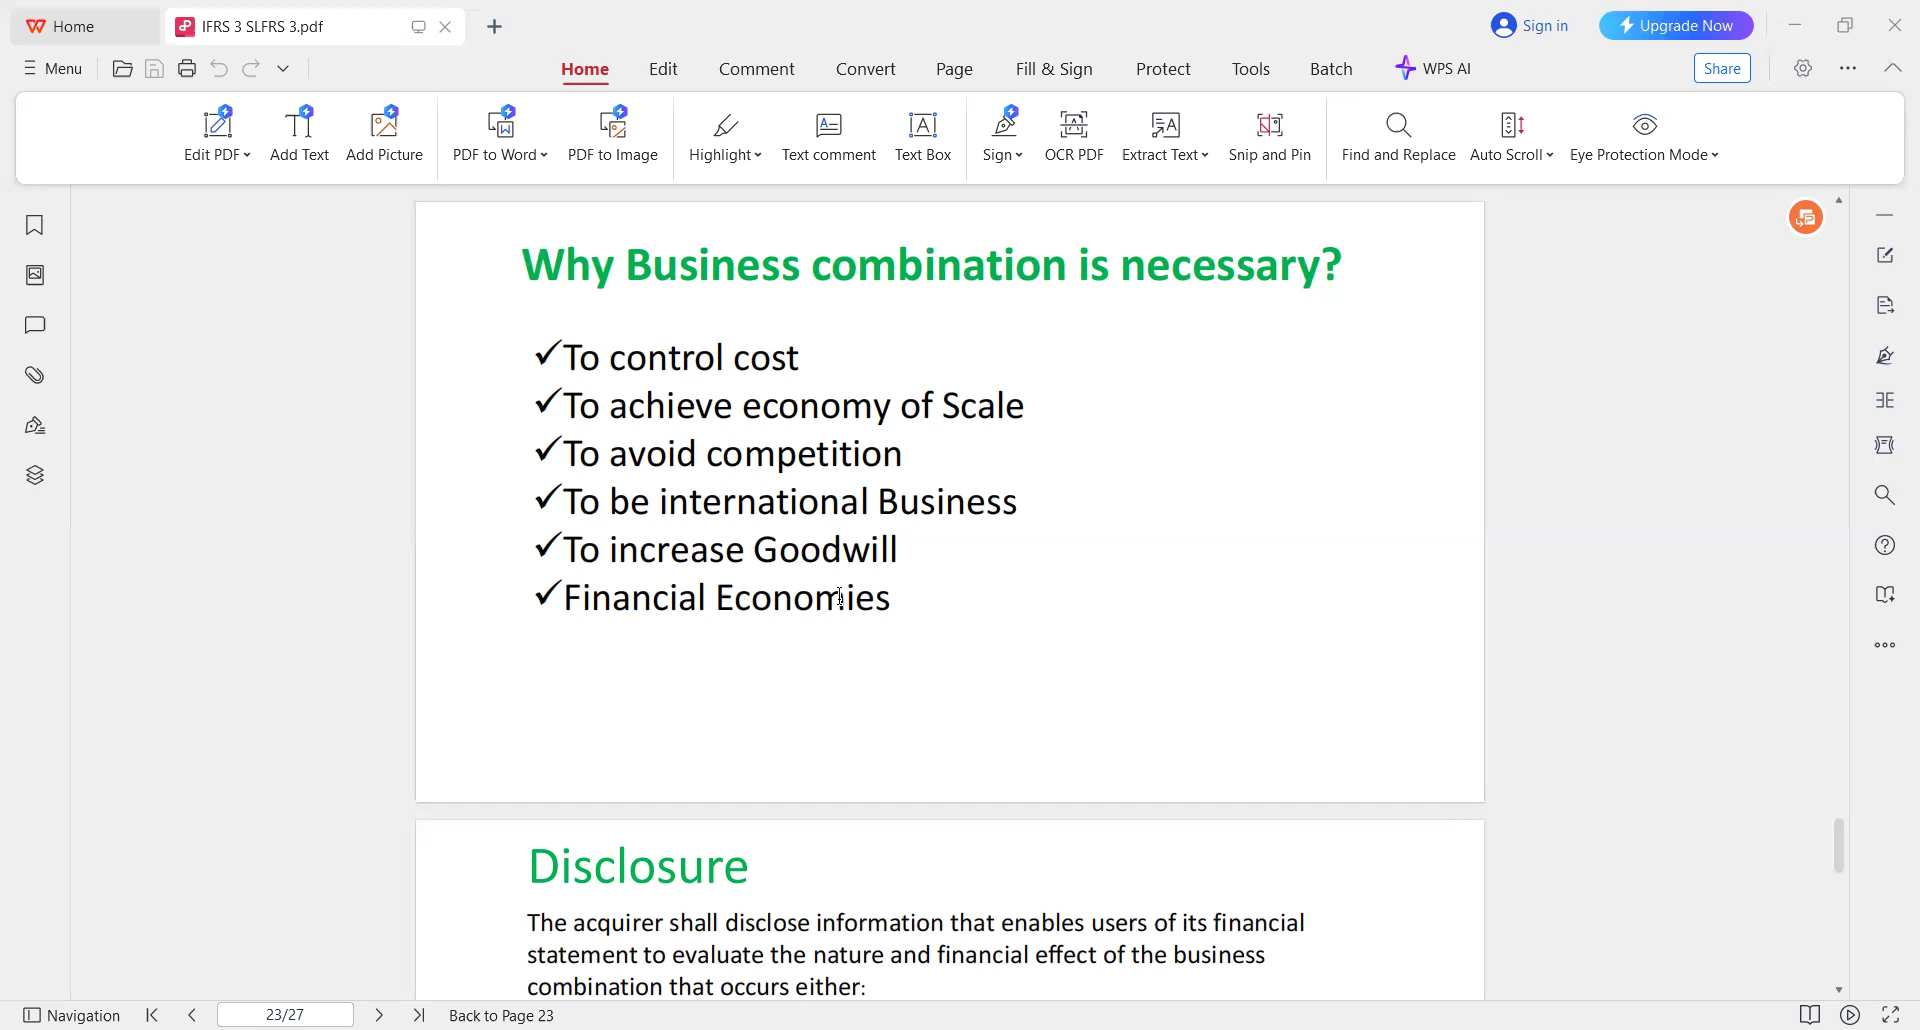 Home
IFRS 3 SLFRS 3.pdf
Sign in
Upgrade Now
Menu
Home Edit Comment Convert Page Fill & Sign Protect Tools Batch WPS AI
Share
Edit PDF Add Text Add Picture PDF to Word PDF to Image Highlight Text comment Text Box Sign OCR PDF Extract Text Snip and Pin Find and Replace Auto Scroll Eye Protection Mode
Why Business combination is necessary?
✓To control cost
✓To achieve economy of Scale
✓To avoid competition
✓To be international Business
✓To increase Goodwill
✓Financial Economies
Disclosure
The acquirer shall disclose information that enables users of its financial
statement to evaluate the nature and financial effect of the business
combination that occurs either:
Navigation 23/27 Back to Page 23